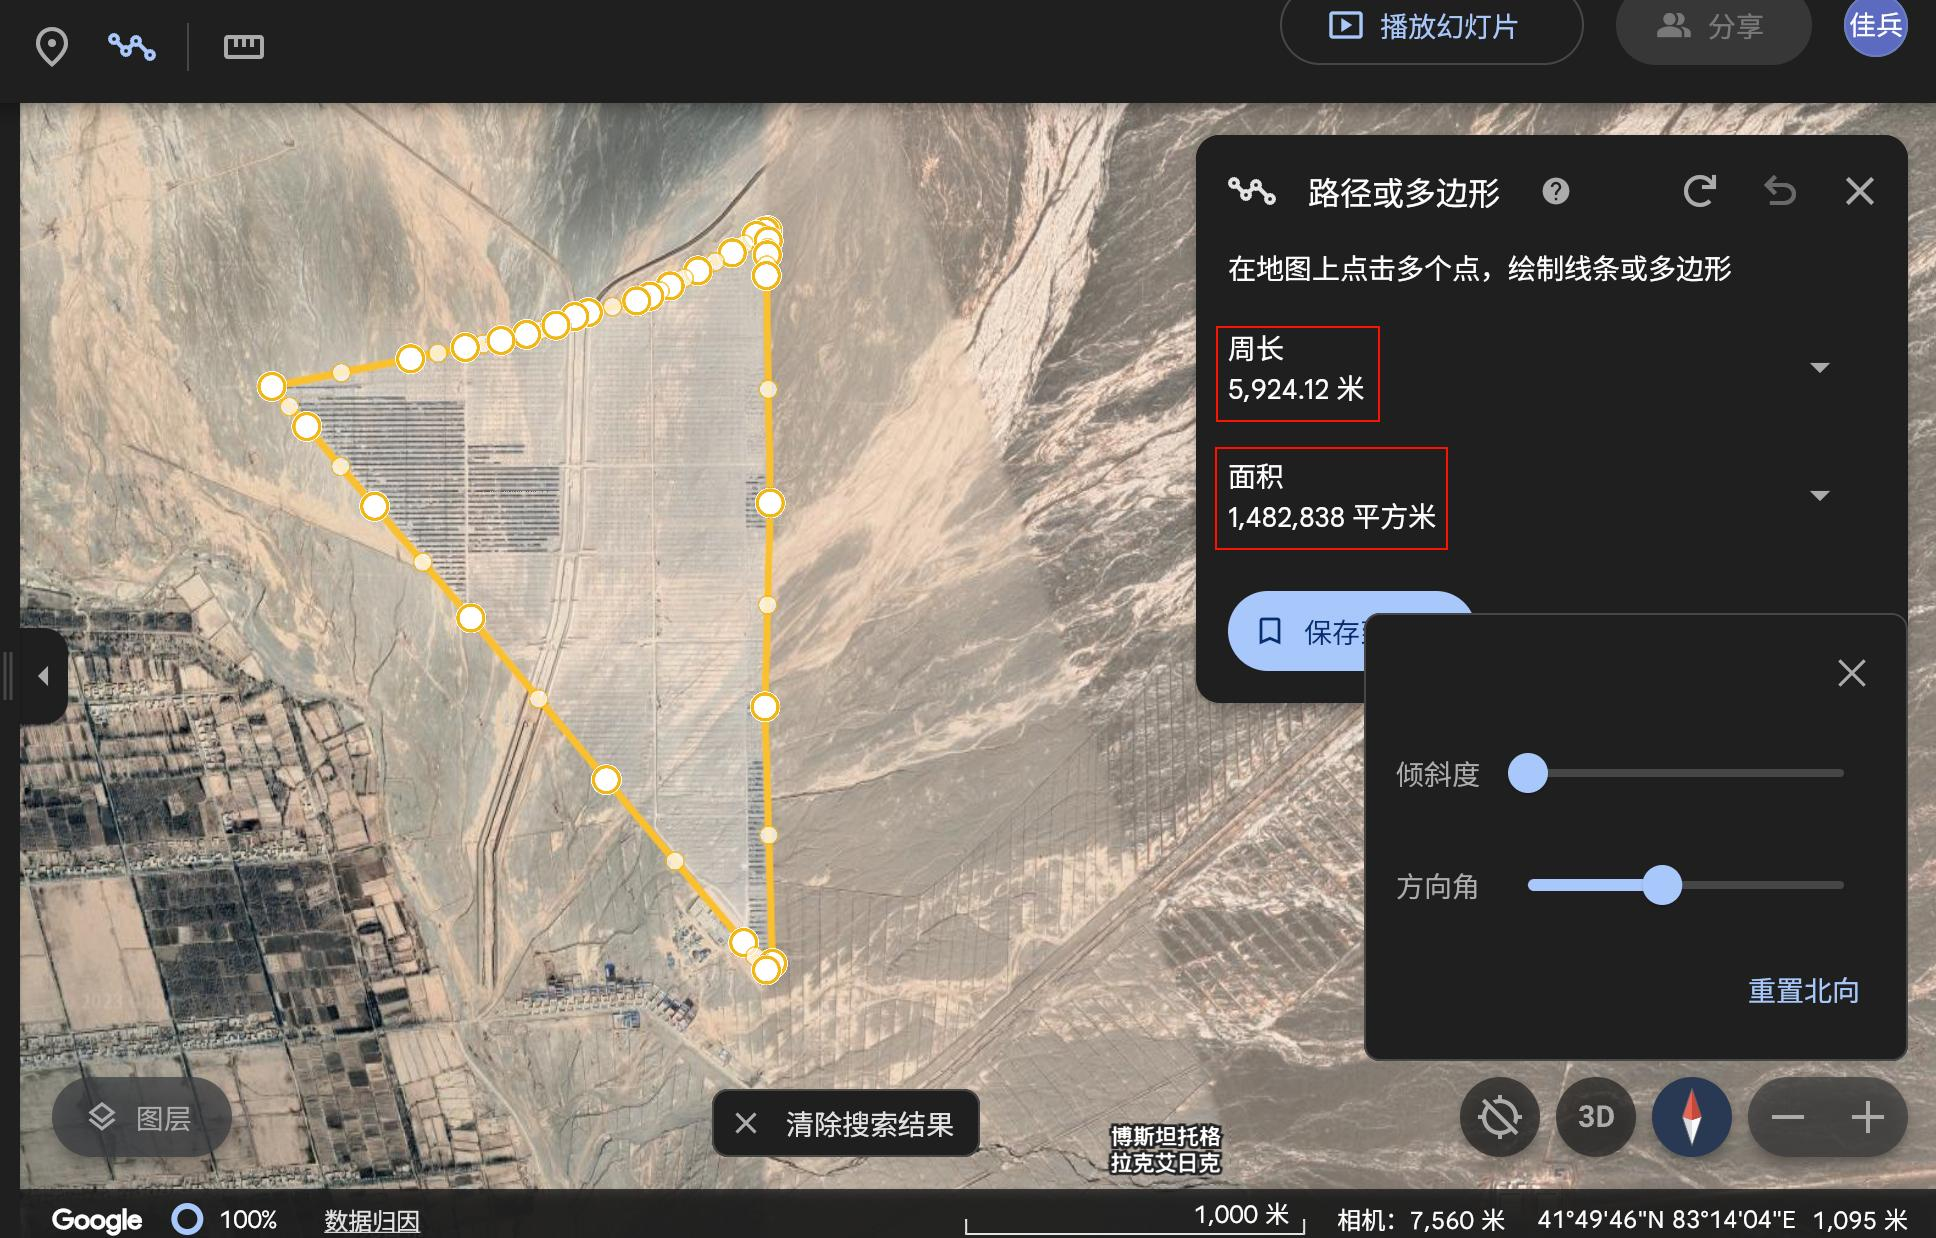 播放幻灯片
分享
佳兵
路径或多边形
在地图上点击多个点，绘制线条或多边形
周长
5,924.12 米
面积
1,482,838 平方米
保存
倾斜度
方向角
重置北向
图层
清除搜索结果
博斯坦托格
拉克艾日克
3D
Google
100%
数据归因
1,000 米
相机：7,560 米
41°49'46"N 83°14'04"E
1,095 米